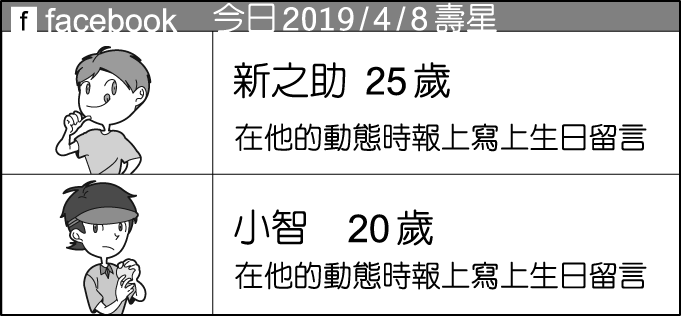 f facebook 今日2019/4/8壽星
新之助 25歲
在他的動態時報上寫上生日留言
小智 20歲
在他的動態時報上寫上生日留言